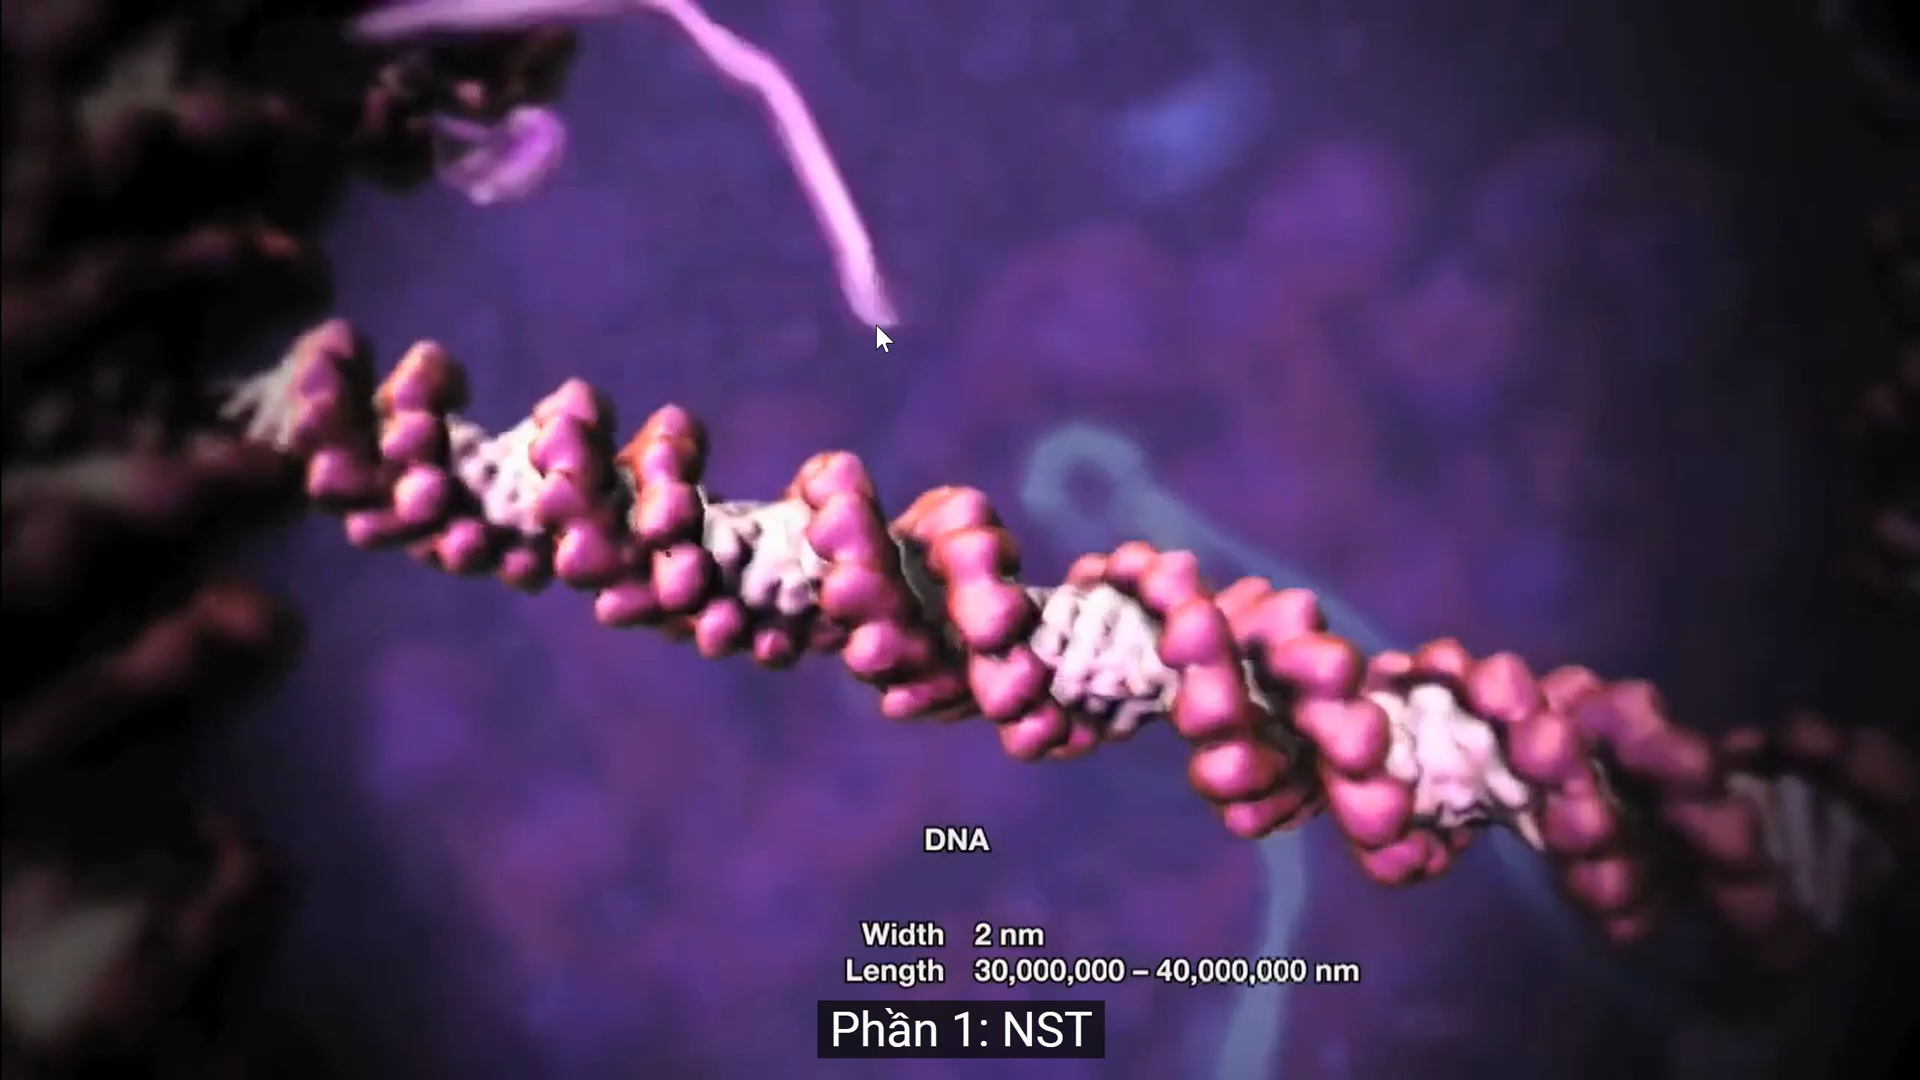 DNA
Width 2 nm
Length 30,000,000 – 40,000,000 nm
Phần 1: NST